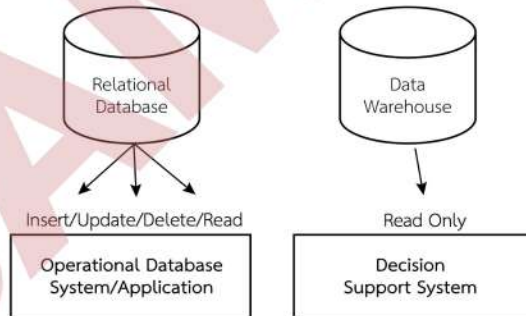 Relational
Database
Data
Warehouse
Insert/Update/Delete/Read
Read Only
Operational Database
System/Application
Decision
Support System